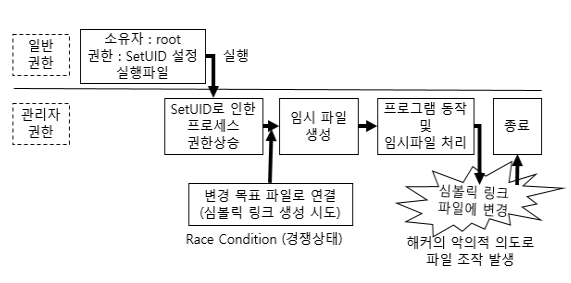 일반
권한
소유자 : root
권한 : SetUID 설정
실행파일
실행
관리자
권한
SetUID로 인한
프로세스
권한상승
임시 파일
생성
프로그램 동작
및
임시파일 처리
종료
변경 목표 파일로 연결
(심볼릭 링크 생성 시도)
Race Condition (경쟁상태)
심볼릭 링크
파일에 변경
해커의 악의적 의도로
파일 조작 발생